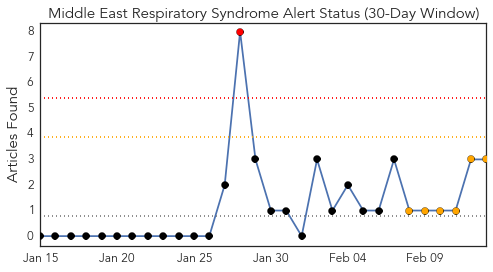 Middle East Respiratory Syndrome Alert Status (30-Day Window)
Articles Found
8
7
6
5
4
3
2
1
0
Jan 15
Jan 20
Jan 25
Jan 30
Feb 04
Feb 09